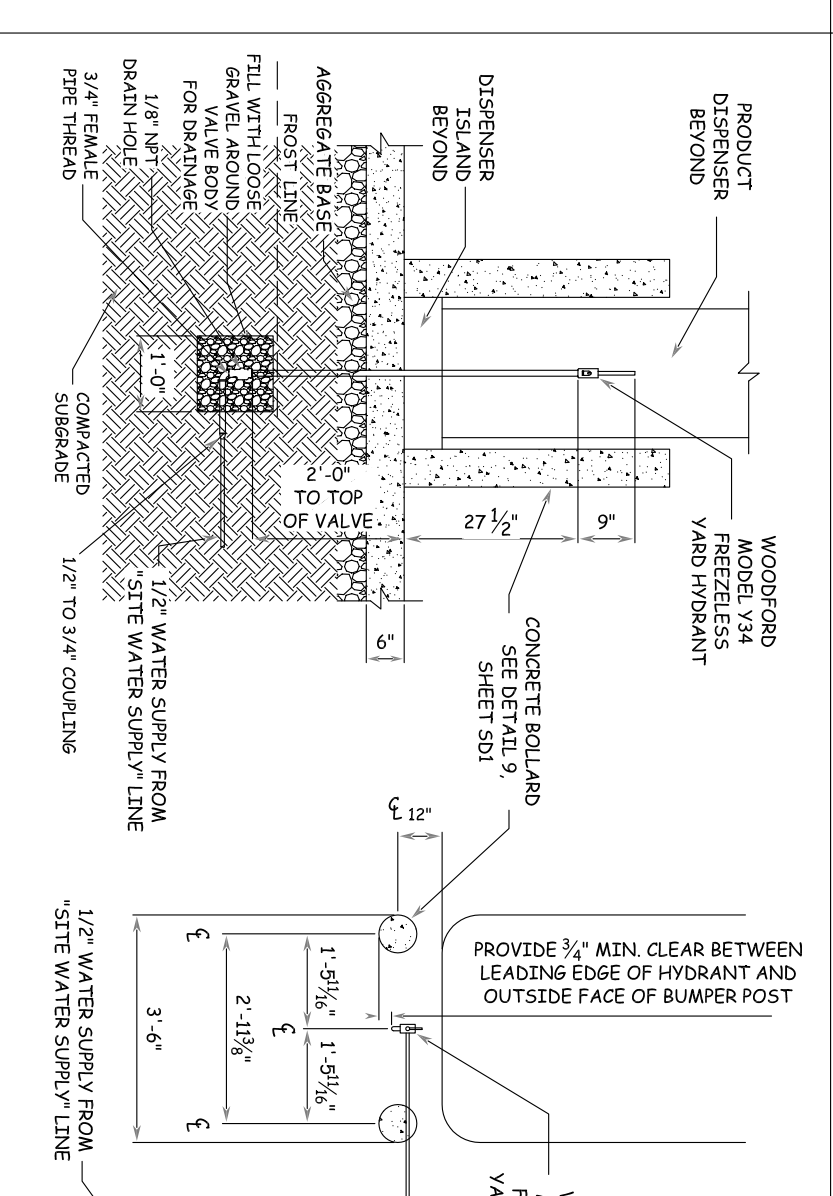 PRODUCT
DISPENSER
BEYOND
DISPENSER
ISLAND
BEYOND
AGGREGATE BASE
FROST LINE
FILL WITH LOOSE
GRAVEL AROUND
VALVE BODY
FOR DRAINAGE
1/8" NPT
DRAIN HOLE
3/4" FEMALE
PIPE THREAD
WOODFORD
MODEL Y34
FREEZELESS
YARD HYDRANT
9"
27 1/2"
2'-0"
TO TOP
OF VALVE
1'-0"
6"
COMPACTED
SUBGRADE
1/2" TO 3/4" COUPLING
1/2" WATER SUPPLY FROM
"SITE WATER SUPPLY" LINE
CONCRETE BOLLARD
SEE DETAIL 9,
SHEET SD1
℄ 12"
PROVIDE 3/4" MIN. CLEAR BETWEEN
LEADING EDGE OF HYDRANT AND
OUTSIDE FACE OF BUMPER POST
1'-5 11/16"
1'-5 11/16"
℄
2'-11 3/8"
℄
℄
3'-6"
1/2" WATER SUPPLY FROM
"SITE WATER SUPPLY" LINE
YA